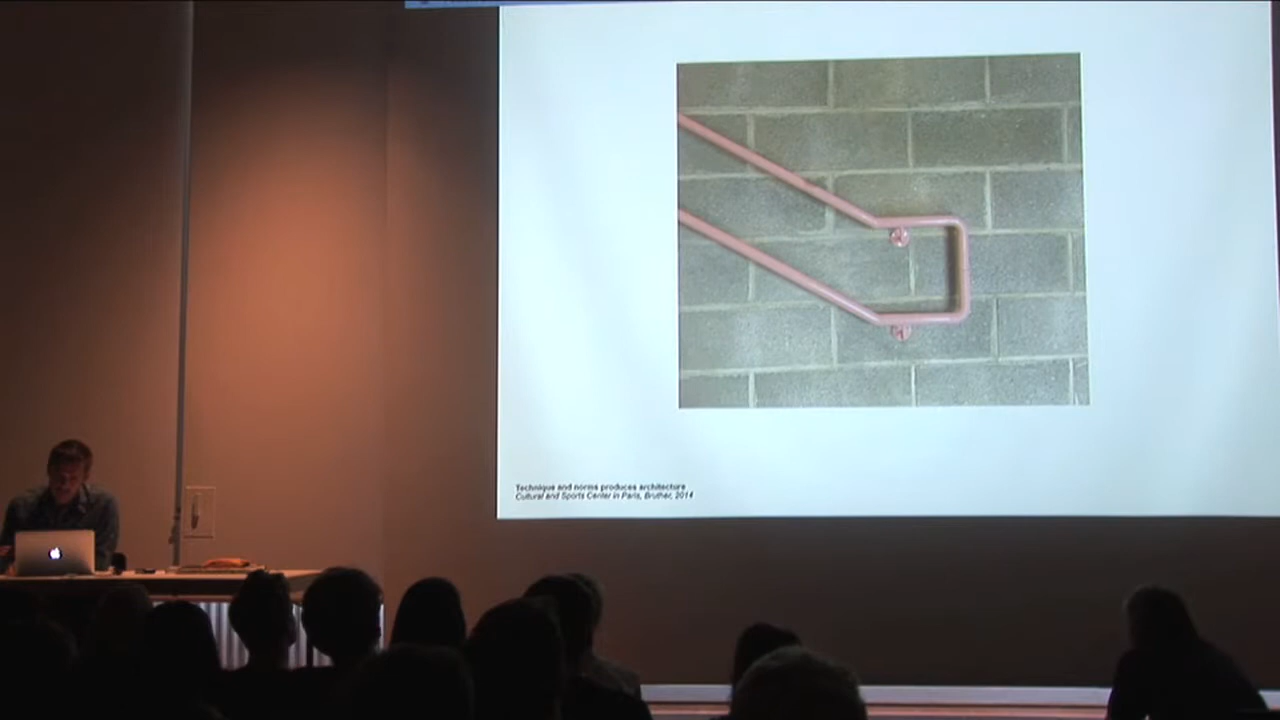 Technique and norms produces architecture
Cultural and Sports Center in Paris, Bruther, 2014